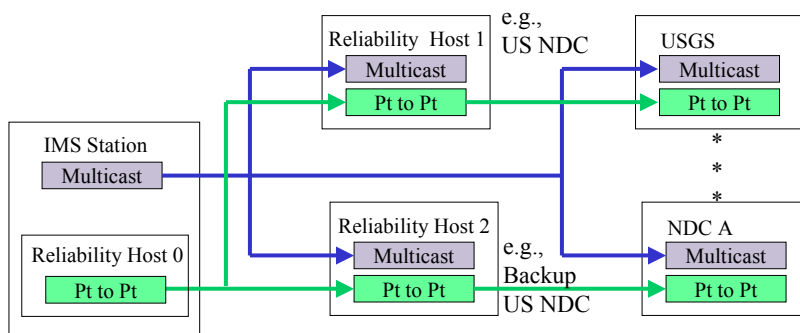 Reliability Host 1
Multicast
Pt to Pt
e.g.,
US NDC
USGS
Multicast
Pt to Pt
*
*
*
IMS Station
Multicast
Reliability Host 0
Pt to Pt
Reliability Host 2
Multicast
Pt to Pt
e.g.,
Backup
US NDC
NDC A
Multicast
Pt to Pt